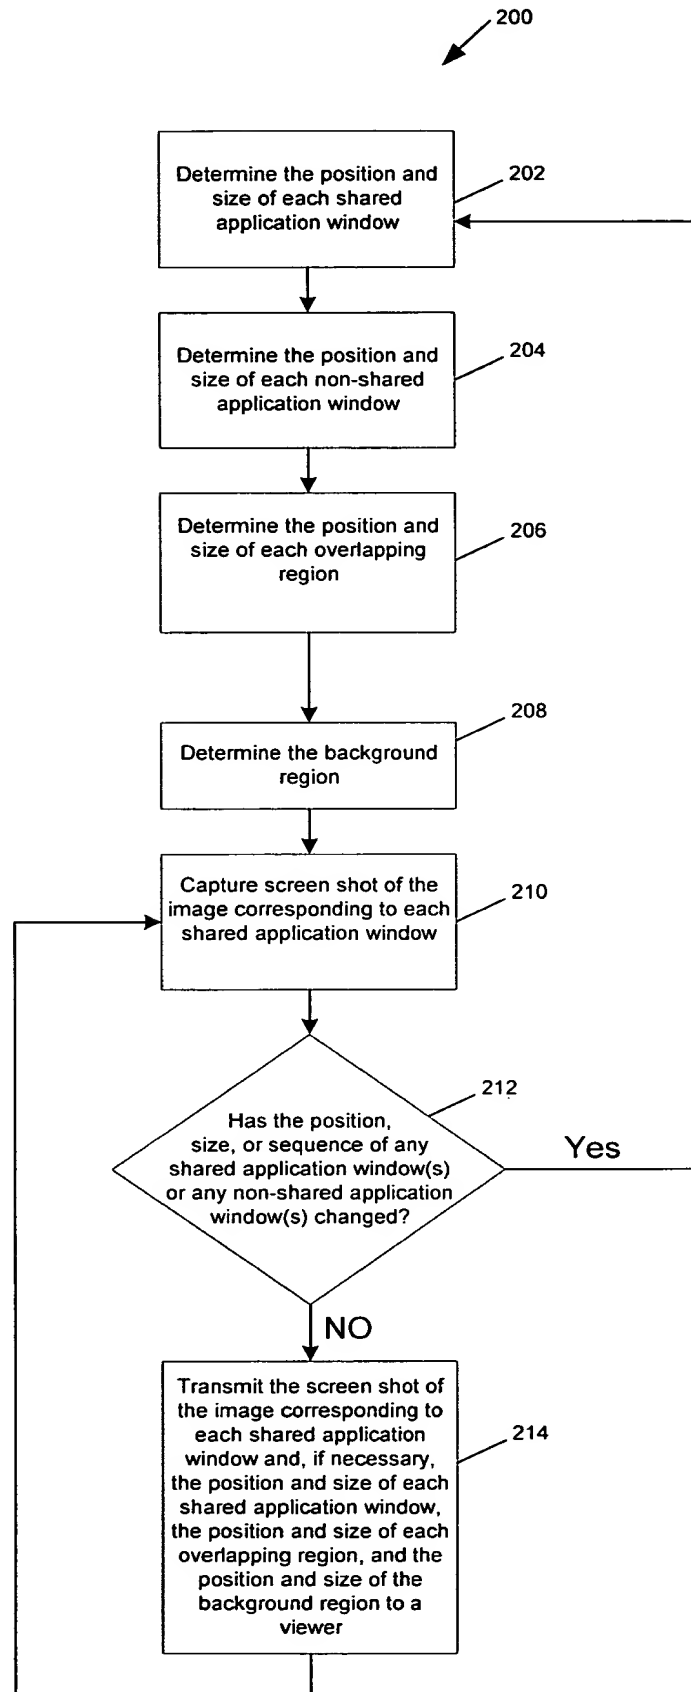 200
Determine the position and
size of each shared
application window
202
Determine the position and
size of each non-shared
application window
204
Determine the position and
size of each overlapping
region
206
208
Determine the background
region
Capture screen shot of the
image corresponding to each
shared application window
210
212
Has the position,
size, or sequence of any
shared application window(s)
or any non-shared application
window(s) changed?
Yes
NO
Transmit the screen shot of
the image corresponding to
each shared application
window and, if necessary,
the position and size of each
shared application window,
the position and size of each
overlapping region, and the
position and size of the
background region to a
viewer
214